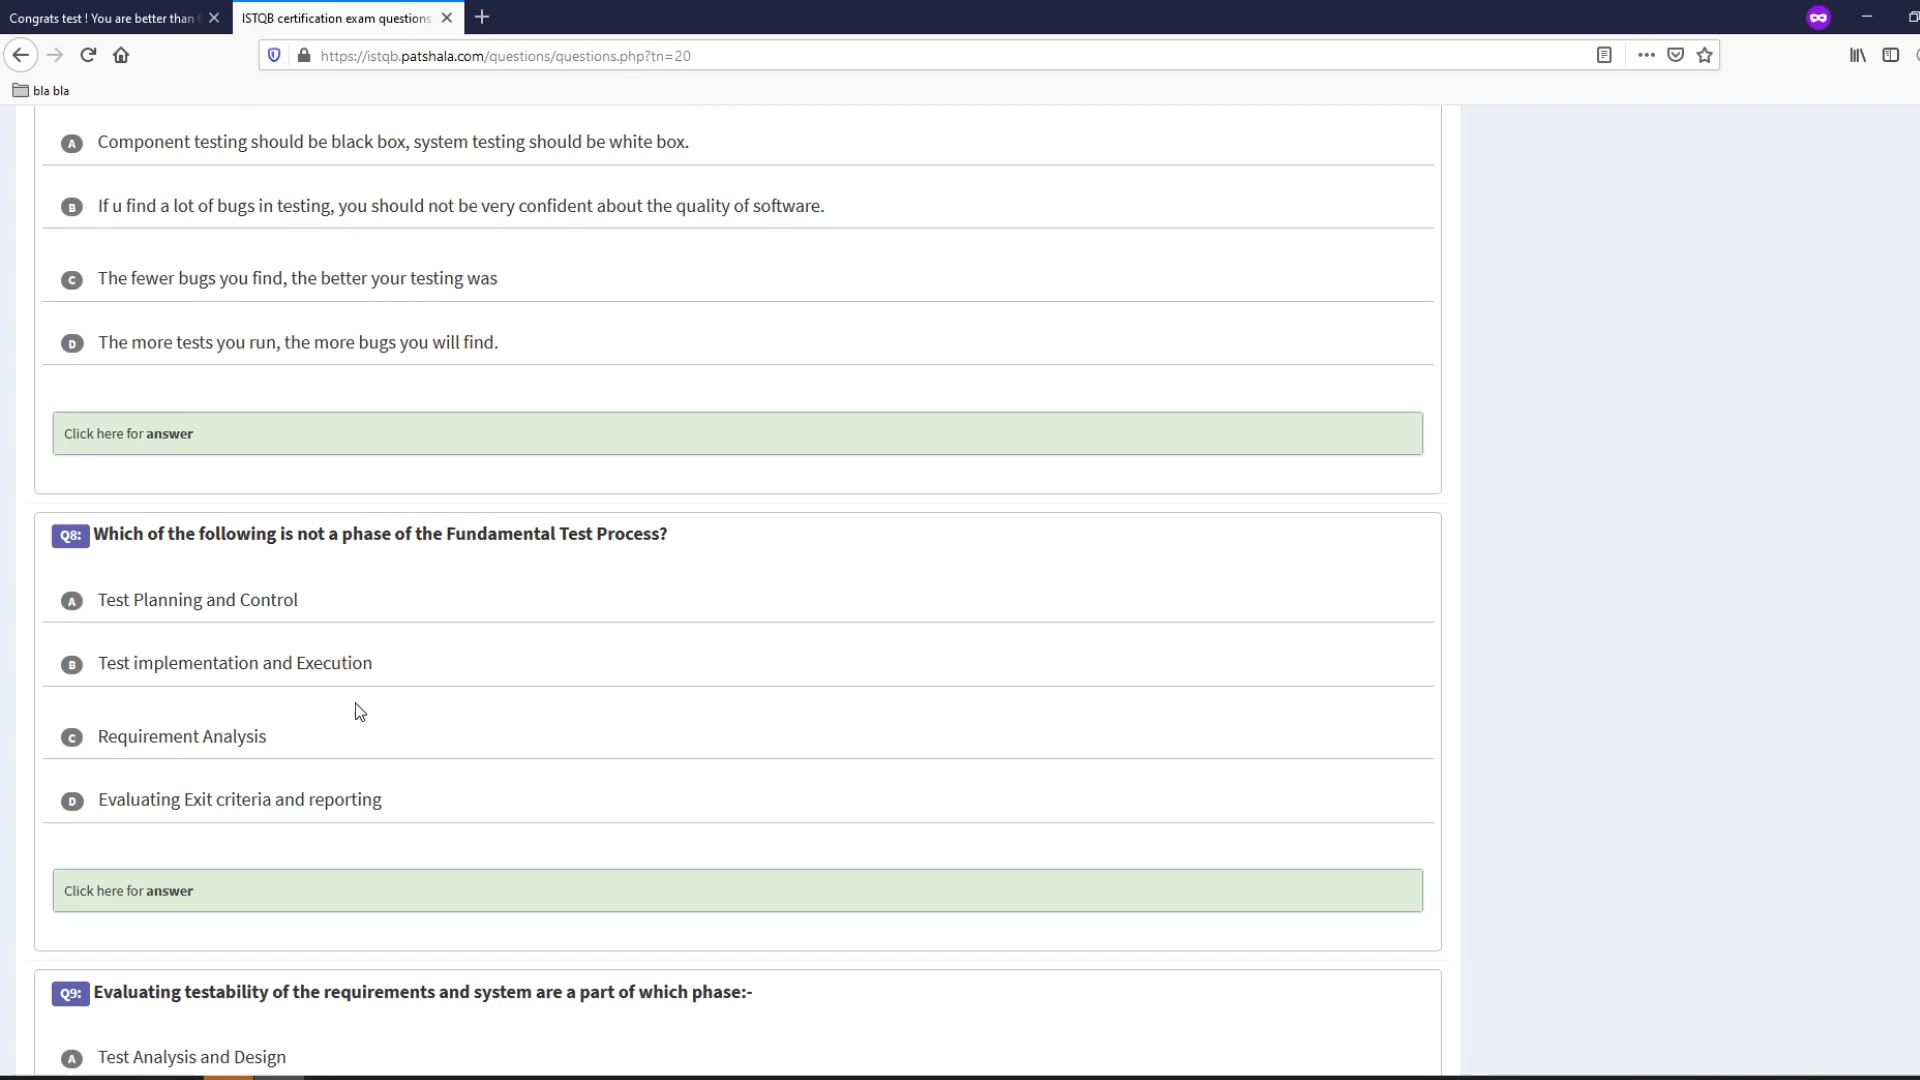 Congrats test ! You are better than
ISTQB certification exam questions
https://istqb.patshala.com/questions/questions.php?tn=20
bla bla
A Component testing should be black box, system testing should be white box.
B If u find a lot of bugs in testing, you should not be very confident about the quality of software.
C The fewer bugs you find, the better your testing was
D The more tests you run, the more bugs you will find.
Click here for answer
Q8: Which of the following is not a phase of the Fundamental Test Process?
A Test Planning and Control
B Test implementation and Execution
C Requirement Analysis
D Evaluating Exit criteria and reporting
Click here for answer
Q9: Evaluating testability of the requirements and system are a part of which phase:-
A Test Analysis and Design